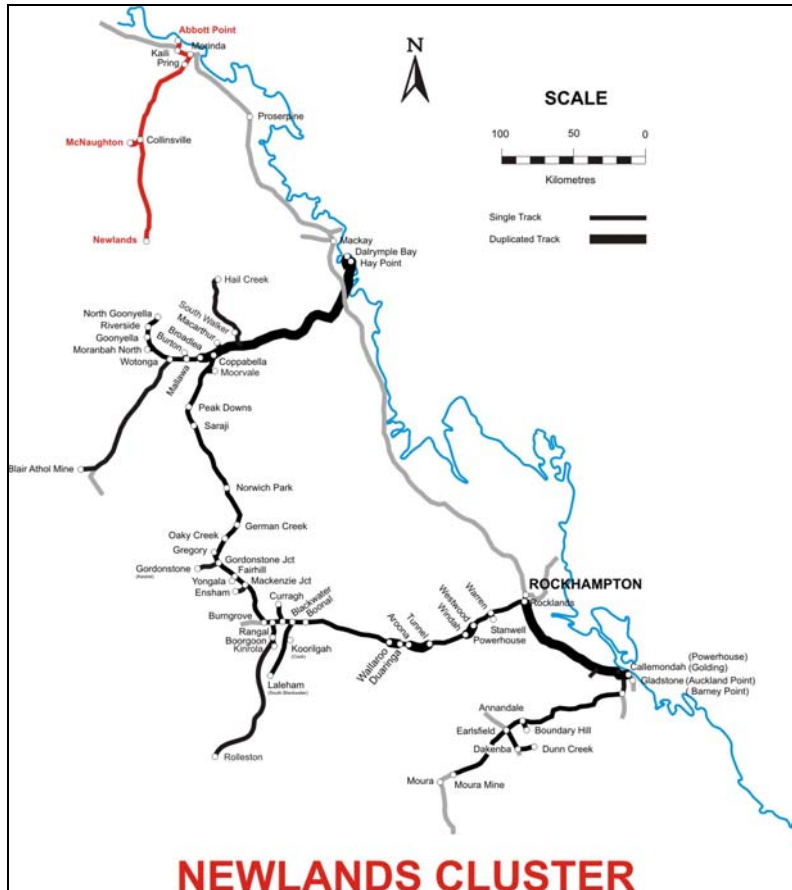 Abbott Point
Kaili
Merinda
Pring
N
SCALE
100 50 0
Kilometres
Single Track
Duplicated Track
Proserpine
McNaughton
Collinsville
Newlands
Mackay
Dalrymple Bay
Hay Point
Hail Creek
North Goonyella
Riverside
Goonyella
Moranbah North
Wotonga
South Walker
Macarthur
Broadlea
Burton
Mallawa
Coppabella
Moorvale
Peak Downs
Saraji
Blair Athol Mine
Norwich Park
German Creek
Oaky Creek
Gregory
Gordonstone Jct
Gordonstone
(Kestrel)
Fairhill
Yongala
Mackenzie Jct
Ensham
Curragh
Blackwater
Boonal
Burngrove
Rangal
Boorgoon
Kinrola
Koorilgah
(Cook)
Laleham
(South Blackwater)
Rolleston
Wallaroo
Duaringa
Aroona
Tunnel
Windah
Westwood
Warren
Stanwell
Powerhouse
ROCKHAMPTON
Rocklands
Callemondah
(Powerhouse)
(Golding)
Gladstone
(Auckland Point)
( Barney Point)
Annandale
Earlsfield
Boundary Hill
Dakenba
Dunn Creek
Moura
Moura Mine
NEWLANDS CLUSTER